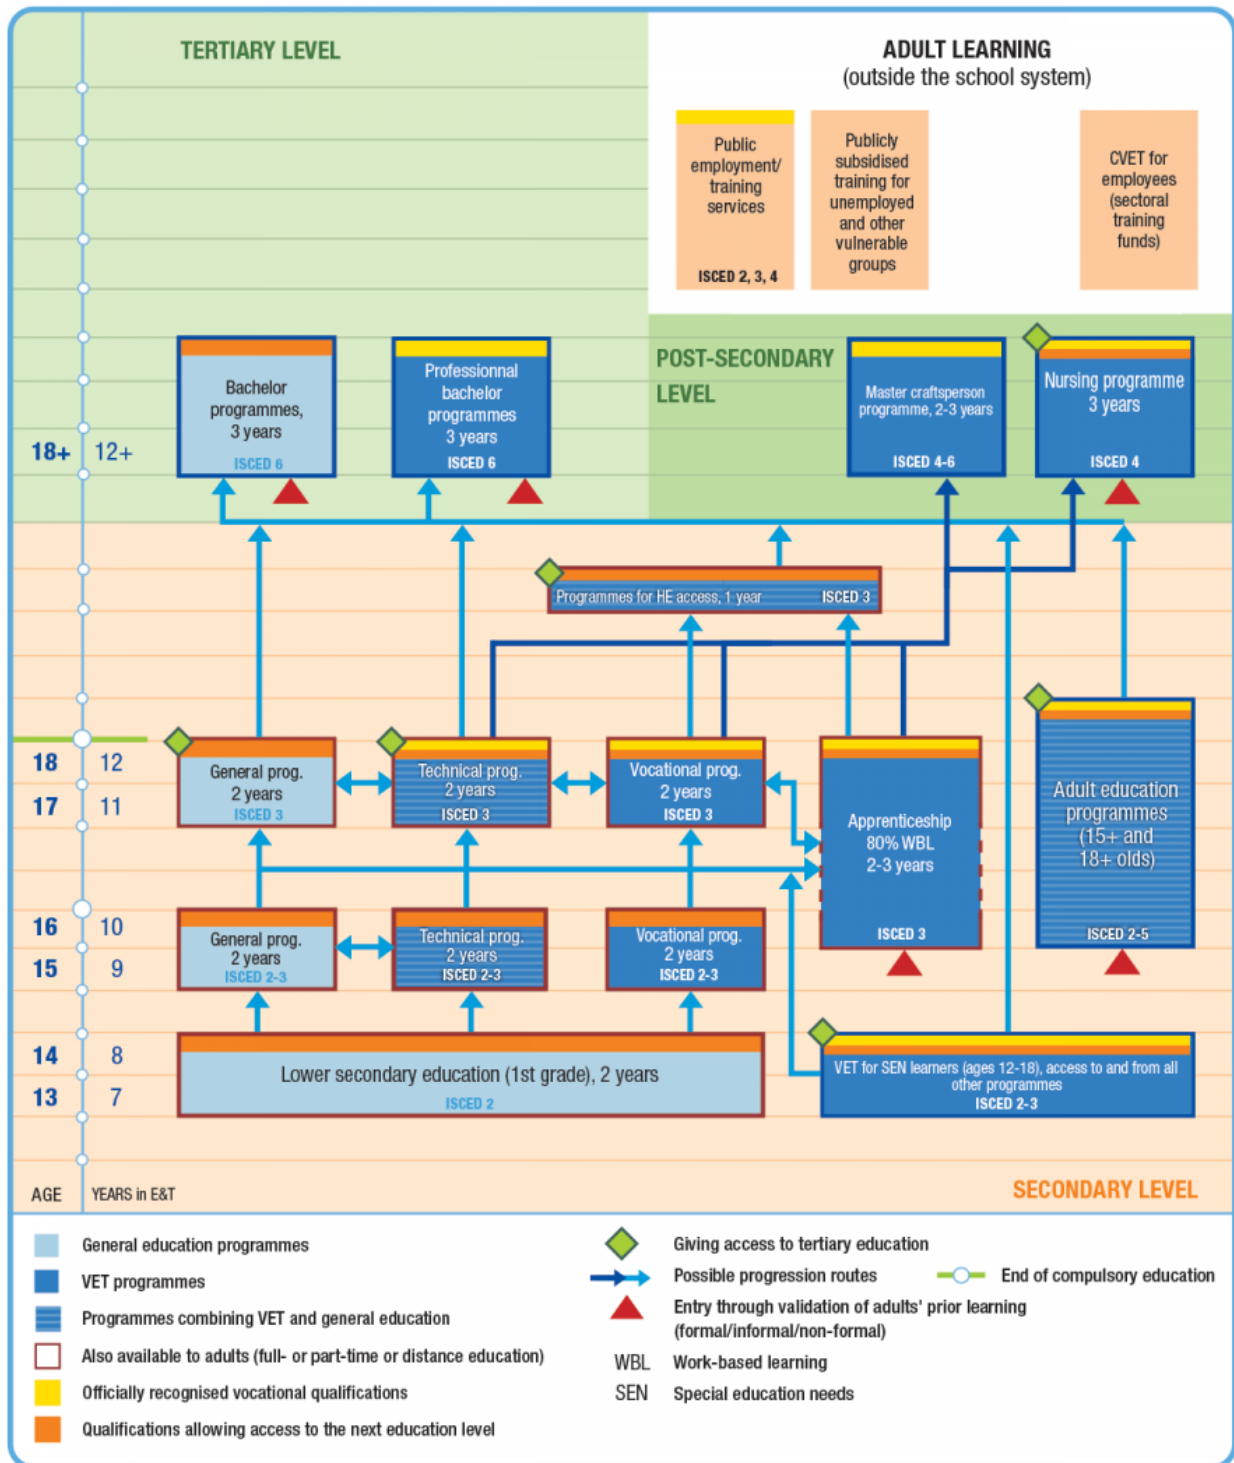 TERTIARY LEVEL
ADULT LEARNING
(outside the school system)
Public
employment/
training
services
ISCED 2, 3, 4
Publicly
subsidised
training for
unemployed
and other
vulnerable
groups
CVET for
employees
(sectoral
training
funds)
POST-SECONDARY
LEVEL
18+ 12+
Bachelor
programmes,
3 years
ISCED 6
Professionnal
bachelor
programmes
3 years
ISCED 6
Master craftsperson
programme, 2-3 years
ISCED 4-6
Nursing programme
3 years
ISCED 4
Programmes for HE access, 1 year ISCED 3
18 12
17 11
General prog.
2 years
ISCED 3
Technical prog.
2 years
ISCED 3
Vocational prog.
2 years
ISCED 3
Apprenticeship
80% WBL
2-3 years
ISCED 3
Adult education
programmes
(15+ and
18+ olds)
ISCED 2-5
16 10
15 9
General prog.
2 years
ISCED 2-3
Technical prog.
2 years
ISCED 2-3
Vocational prog.
2 years
ISCED 2-3
14 8
13 7
Lower secondary education (1st grade), 2 years
ISCED 2
VET for SEN learners (ages 12-18), access to and from all
other programmes
ISCED 2-3
AGE YEARS in E&T
SECONDARY LEVEL
General education programmes
VET programmes
Programmes combining VET and general education
Also available to adults (full- or part-time or distance education)
Officially recognised vocational qualifications
Qualifications allowing access to the next education level
Giving access to tertiary education
Possible progression routes
End of compulsory education
Entry through validation of adults' prior learning
(formal/informal/non-formal)
WBL Work-based learning
SEN Special education needs